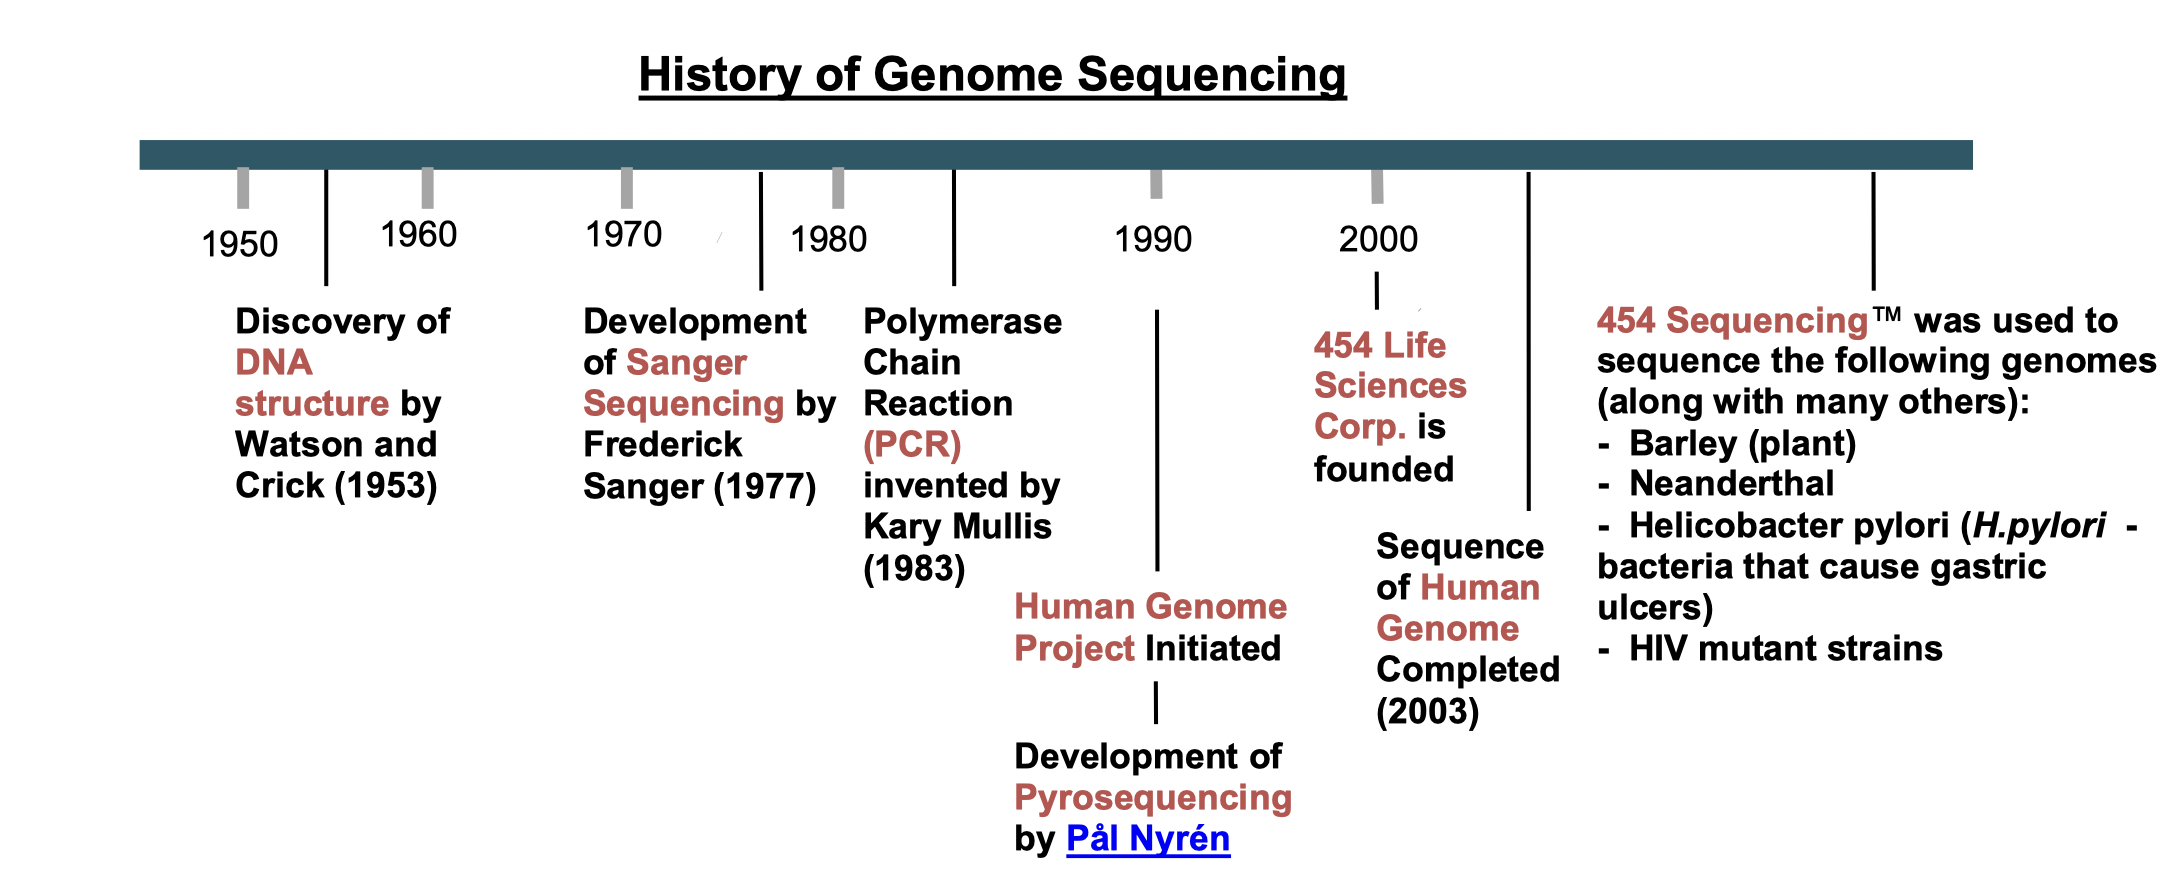 History of Genome Sequencing
1950
1960
1970
1980
1990
2000
Discovery of
DNA
structure by
Watson and
Crick (1953)
Development
of Sanger
Sequencing by
Frederick
Sanger (1977)
Polymerase
Chain
Reaction
(PCR)
invented by
Kary Mullis
(1983)
Human Genome
Project Initiated
Development of
Pyrosequencing
by Pål Nyrén
454 Life
Sciences
Corp. is
founded
Sequence
of Human
Genome
Completed
(2003)
454 Sequencing™ was used to
sequence the following genomes
(along with many others):
- Barley (plant)
- Neanderthal
- Helicobacter pylori (H.pylori -
bacteria that cause gastric
ulcers)
- HIV mutant strains